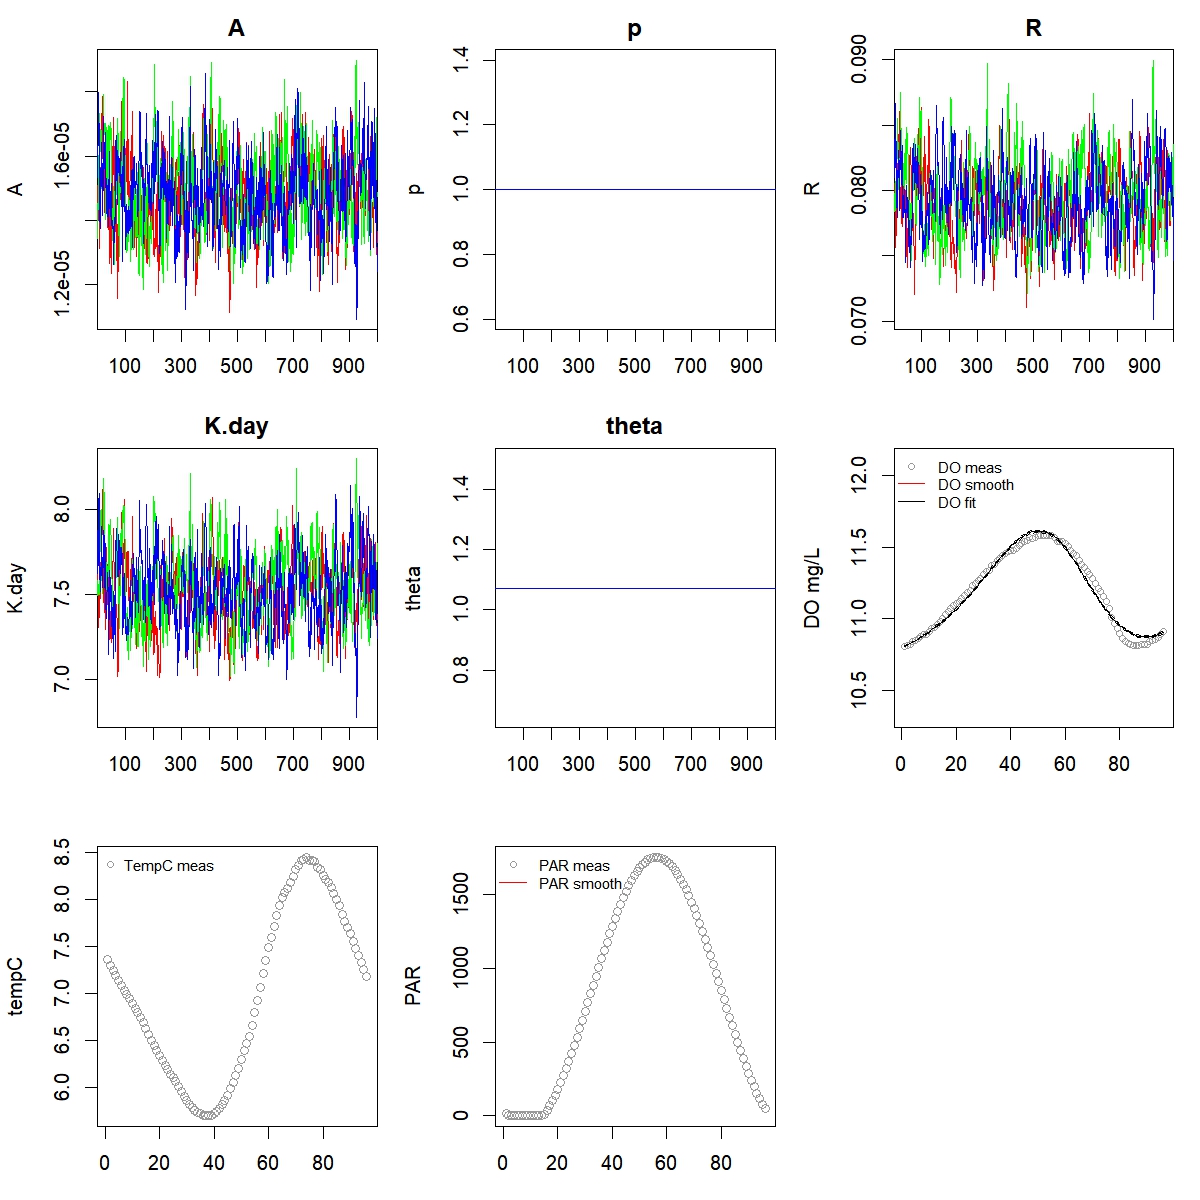 A
p
R
A
1.2e-05
1.6e-05
100 300 500 700 900
p
0.6 0.8 1.0 1.2 1.4
100 300 500 700 900
R
0.070 0.080 0.090
100 300 500 700 900
K.day
theta
K.day
7.0 7.5 8.0
100 300 500 700 900
theta
0.8 1.0 1.2 1.4
100 300 500 700 900
DO mg/L
10.5 11.0 11.5 12.0
DO meas
DO smooth
DO fit
0 20 40 60 80
tempC
6.0 6.5 7.0 7.5 8.0 8.5
TempC meas
0 20 40 60 80
PAR
0 500 1000 1500
PAR meas
PAR smooth
0 20 40 60 80